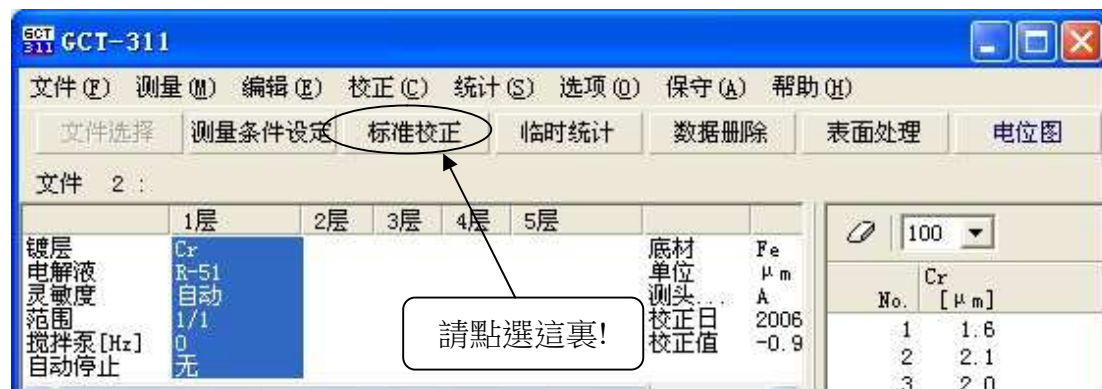 GCT-311
文件(F) 测量(M) 编辑(E) 校正(C) 统计(S) 选项(O) 保守(A) 帮助(H)
文件选择 测量条件设定 标准校正 临时统计 数据删除 表面处理 电位图
文件 2 :
1层 2层 3层 4层 5层
镀层 Cr 底材 Fe
电解液 R-51 单位 μm
灵敏度 自动 测头... A
范围 1/1 校正日 2006
搅拌泵[Hz] 0 校正值 -0.9
自动停止 无
請點選這裏!
100
Cr
No. [μm]
1 1.6
2 2.1
3 2.0